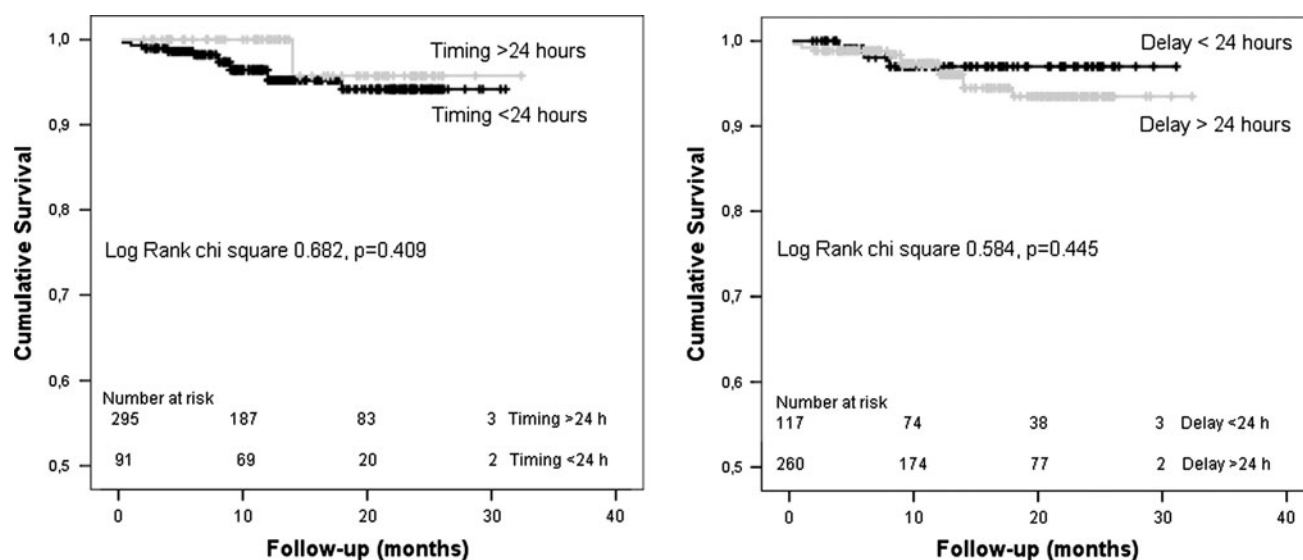 1,0
0,9
0,8
0,7
0,6
0,5
Cumulative Survival
Timing >24 hours
Timing <24 hours
Log Rank chi square 0.682, p=0.409
Number at risk
295 187 83 3 Timing >24 h
91 69 20 2 Timing <24 h
0 10 20 30 40
Follow-up (months)
1,0
0,9
0,8
0,7
0,6
0,5
Cumulative Survival
Delay < 24 hours
Delay > 24 hours
Log Rank chi square 0.584, p=0.445
Number at risk
117 74 38 3 Delay <24 h
260 174 77 2 Delay >24 h
0 10 20 30 40
Follow-up (months)